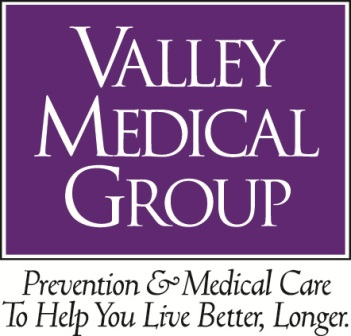 VALLEY
MEDICAL
GROUP
Prevention & Medical Care
To Help You Live Better, Longer.